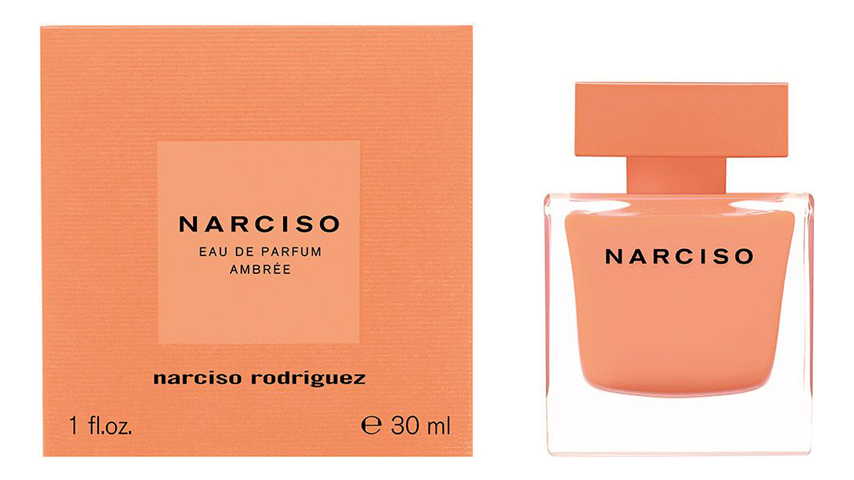 NARCISO
EAU DE PARFUM
AMBRÉE
narciso rodriguez
1 fl.oz.
℮ 30 ml
NARCISO